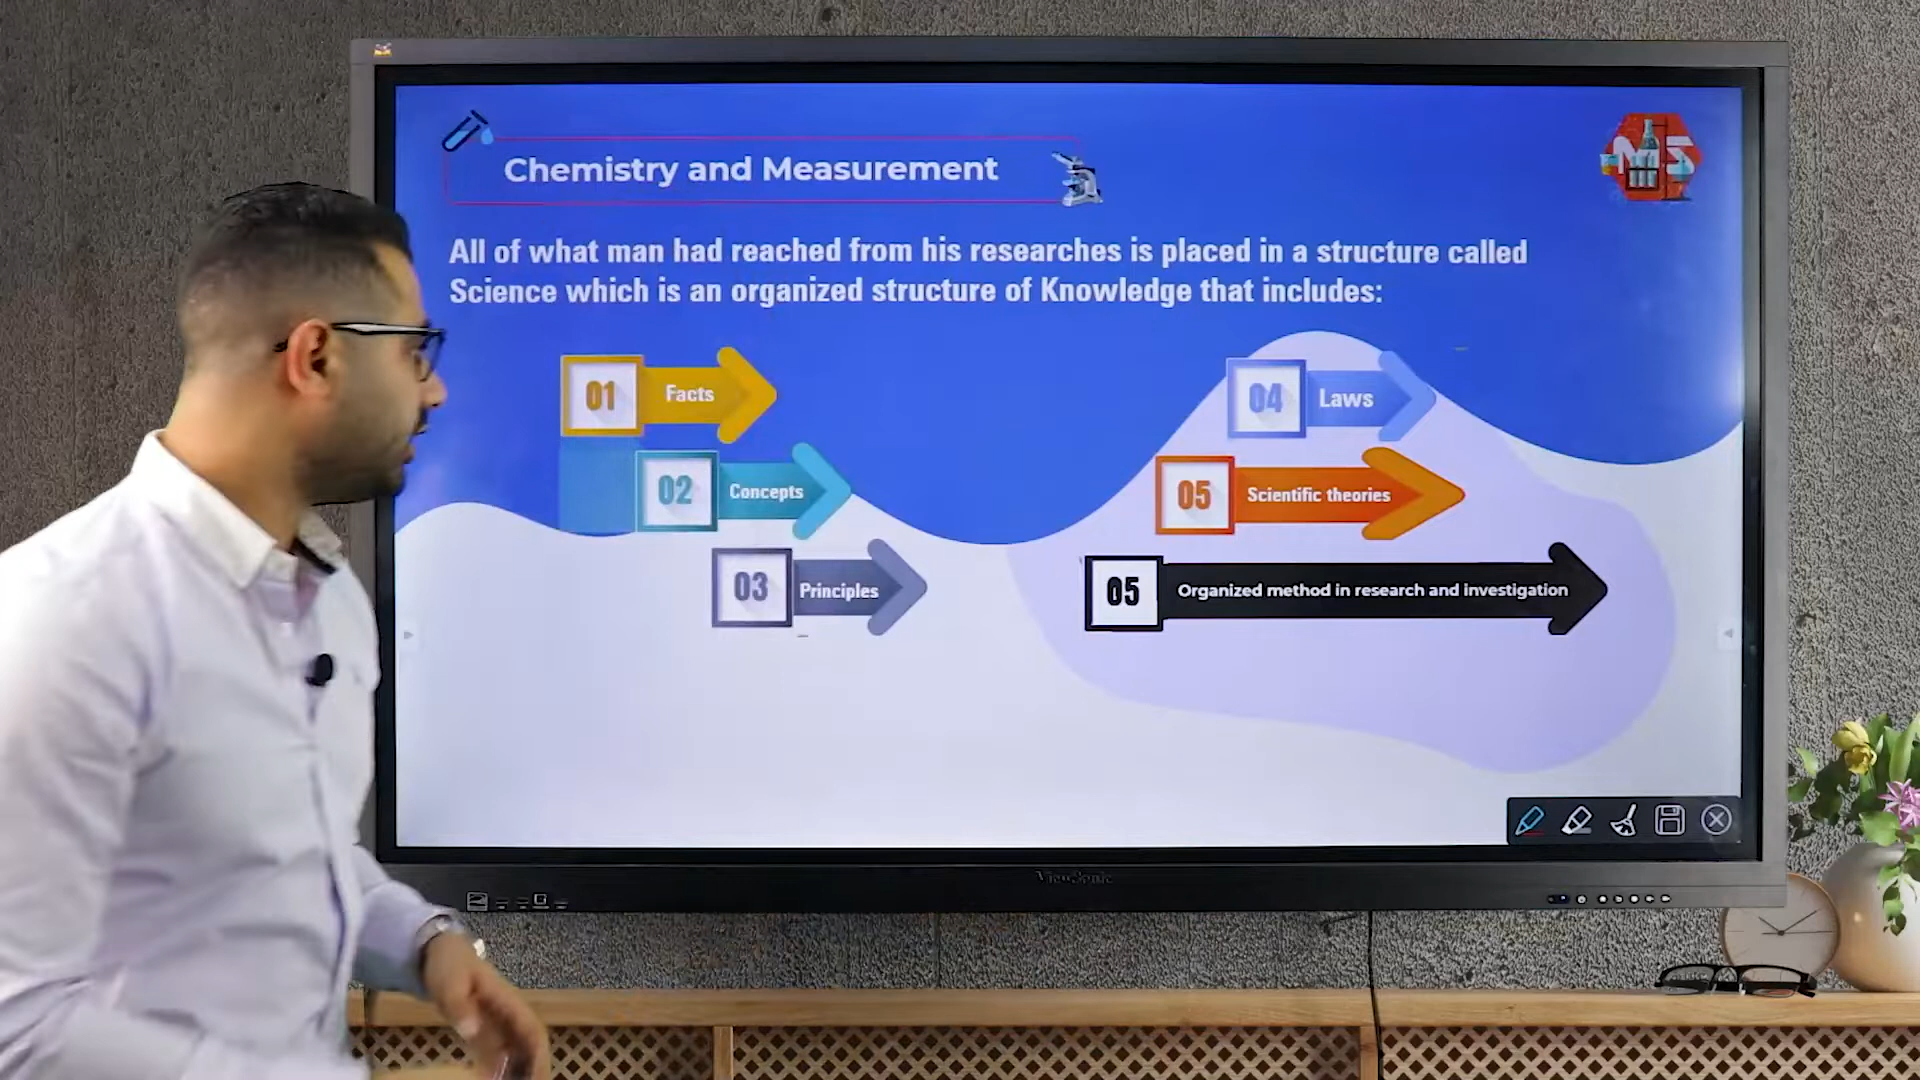 Chemistry and Measurement
MS
All of what man had reached from his researches is placed in a structure called
Science which is an organized structure of Knowledge that includes:
01 Facts
02 Concepts
03 Principles
04 Laws
05 Scientific theories
05 Organized method in research and investigation
ViewSonic